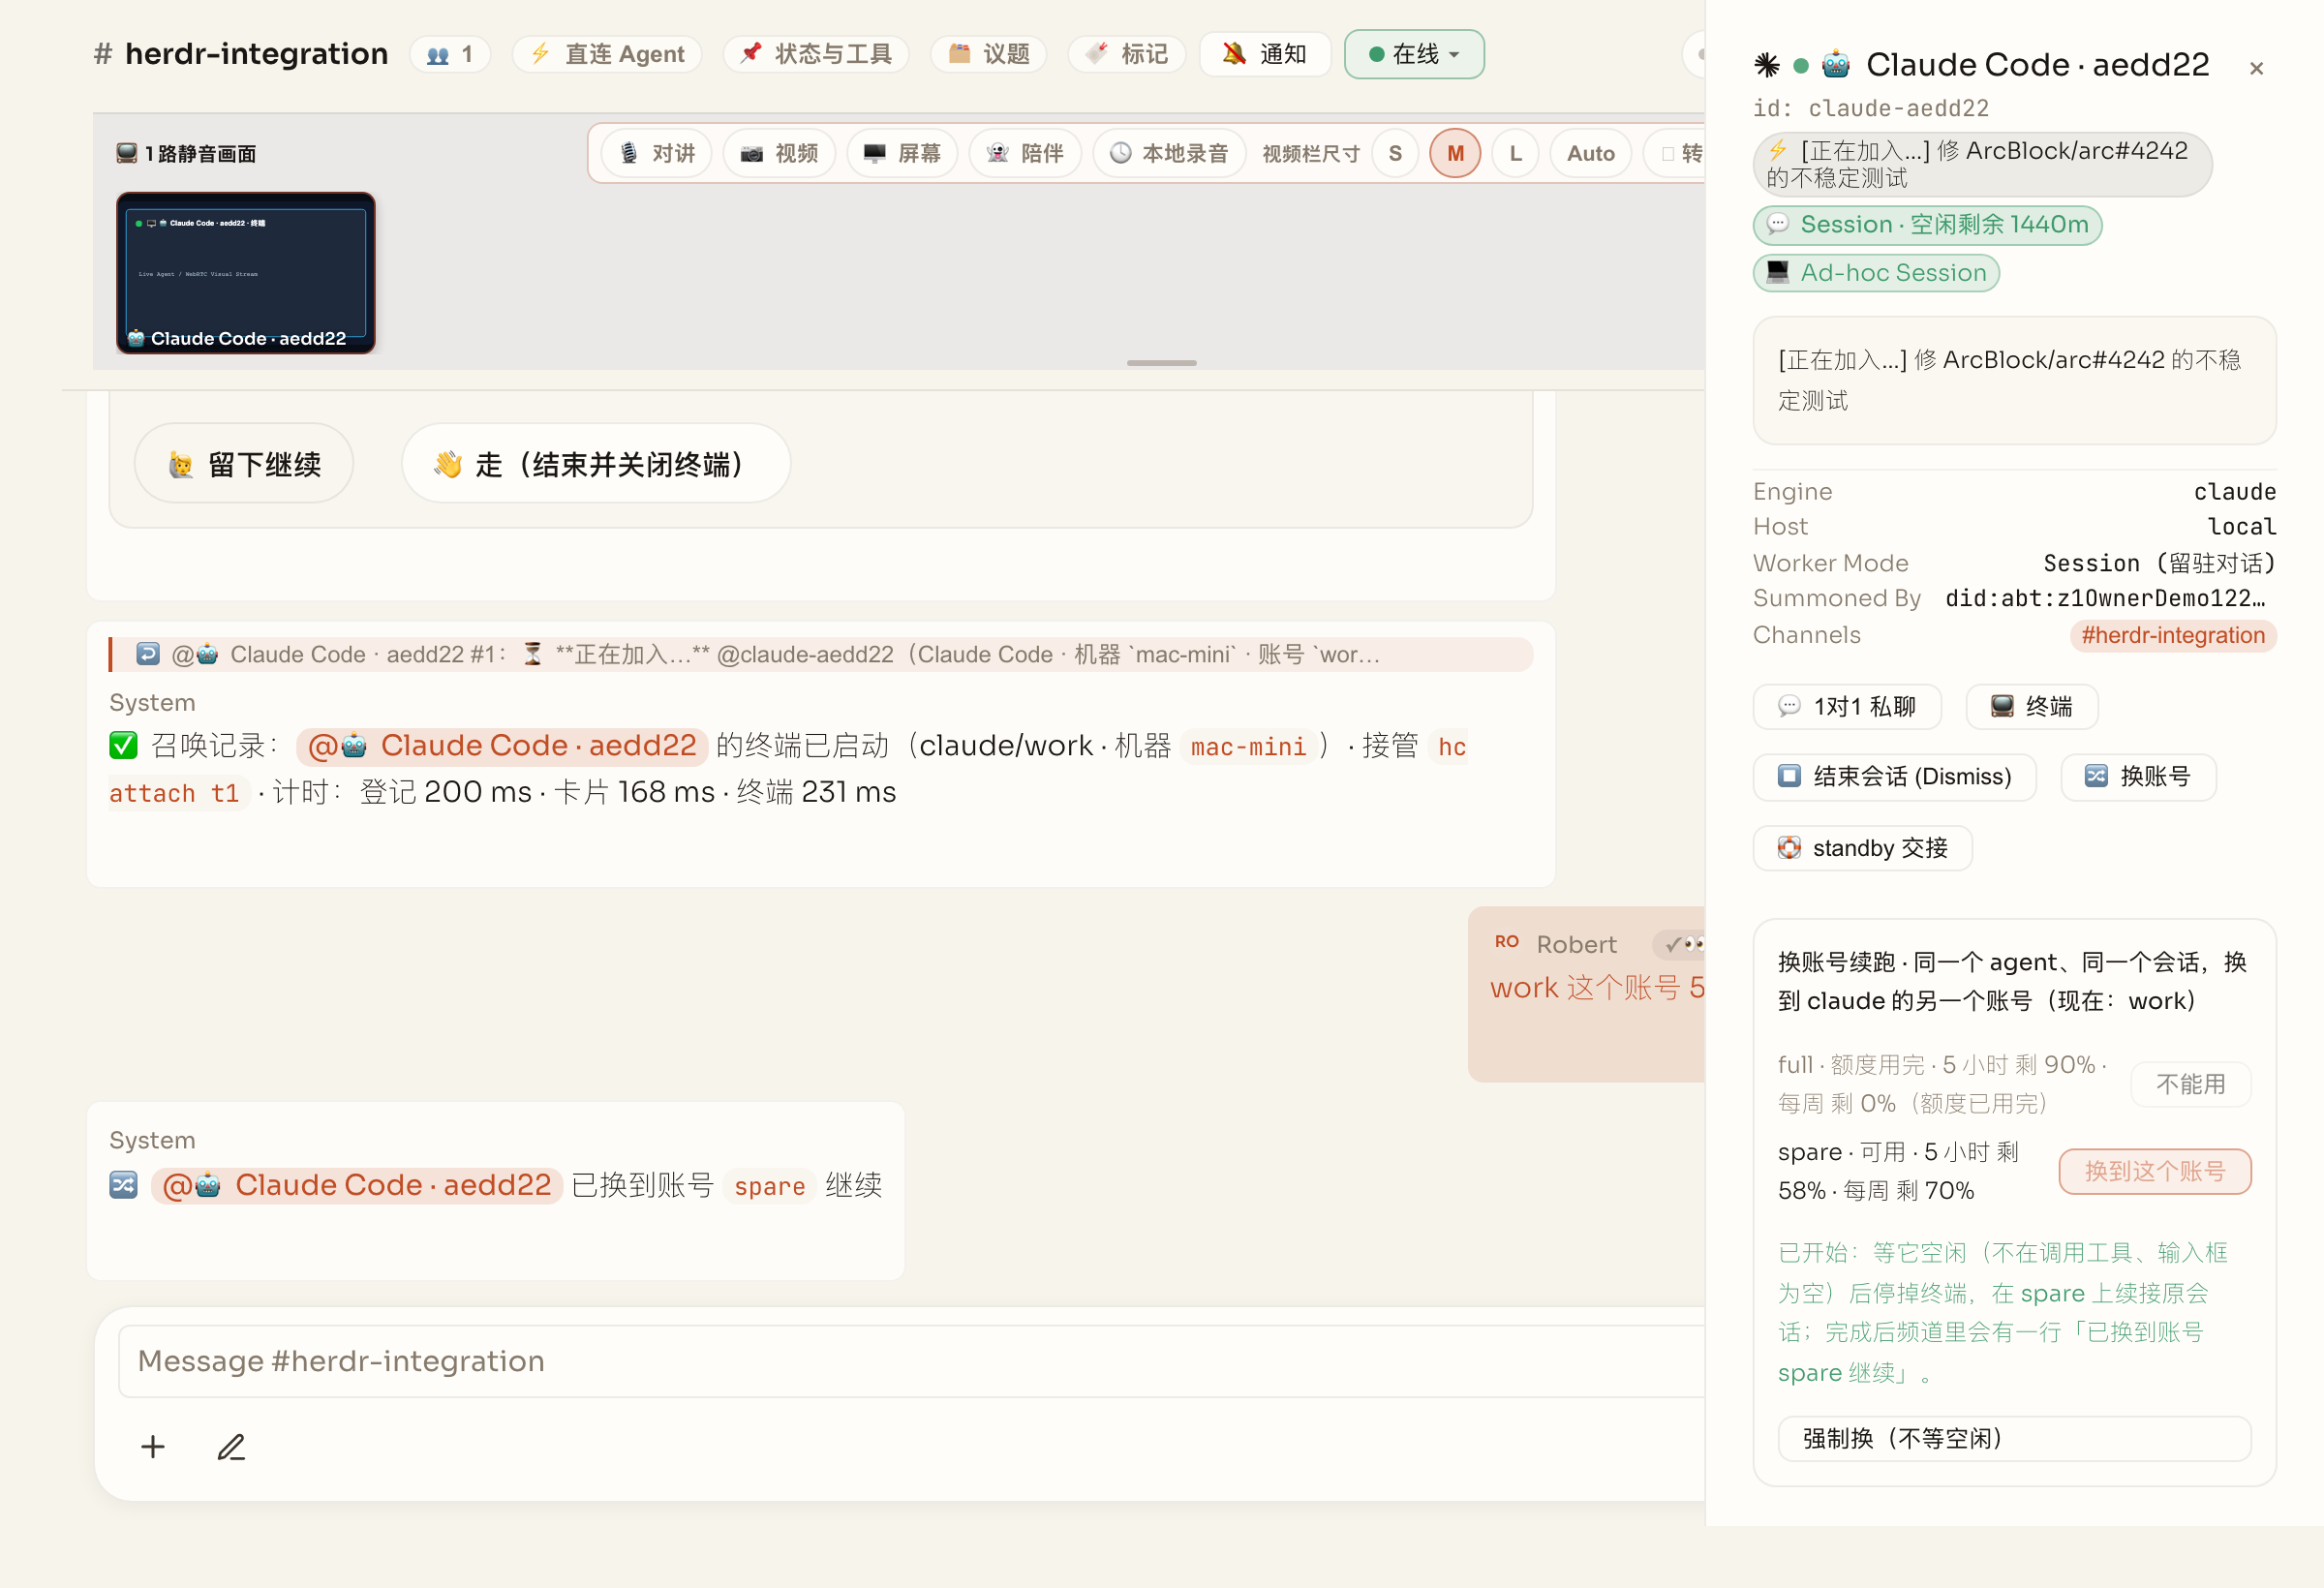 # herdr-integration 👥 1 ⚡ 直连 Agent 📌 状态与工具 🗂️ 议题 🏷️ 标记 🔕 通知 在线
📺 1 路静音画面
🎙️ 对讲 📷 视频 🖥️ 屏幕 👻 陪伴 🕓 本地录音 视频栏尺寸 S M L Auto 转
🤖 Claude Code · aedd22 · 终端
Live Agent / WebRTC Visual Stream
🤖 Claude Code · aedd22
🙋 留下继续 👋 走（结束并关闭终端）
↩️ @🤖 Claude Code · aedd22 #1：⏳ **正在加入…** @claude-aedd22（Claude Code · 机器 `mac-mini` · 账号 `wor…
System
✅ 召唤记录：@🤖 Claude Code · aedd22 的终端已启动（claude/work · 机器 mac-mini）· 接管 hc
attach t1 · 计时：登记 200 ms · 卡片 168 ms · 终端 231 ms
RO Robert ✓👀
work 这个账号 5
System
🔀 @🤖 Claude Code · aedd22 已换到账号 spare 继续
Message #herdr-integration
🤖 Claude Code · aedd22 ×
id: claude-aedd22
⚡ [正在加入…] 修 ArcBlock/arc#4242
的不稳定测试
💬 Session · 空闲剩余 1440m
💻 Ad-hoc Session
[正在加入…] 修 ArcBlock/arc#4242 的不稳
定测试
Engine claude
Host local
Worker Mode Session (留驻对话)
Summoned By did:abt:z1OwnerDemo122…
Channels #herdr-integration
💬 1对1 私聊 📺 终端
⏹️ 结束会话 (Dismiss) 🔀 换账号
🛟 standby 交接
换账号续跑 · 同一个 agent、同一个会话，换
到 claude 的另一个账号（现在：work）
full · 额度用完 · 5 小时 剩 90% ·
每周 剩 0%（额度已用完）
不能用
spare · 可用 · 5 小时 剩
58% · 每周 剩 70%
换到这个账号
已开始：等它空闲（不在调用工具、输入框
为空）后停掉终端，在 spare 上续接原会
话；完成后频道里会有一行「已换到账号
spare 继续」。
强制换（不等空闲）